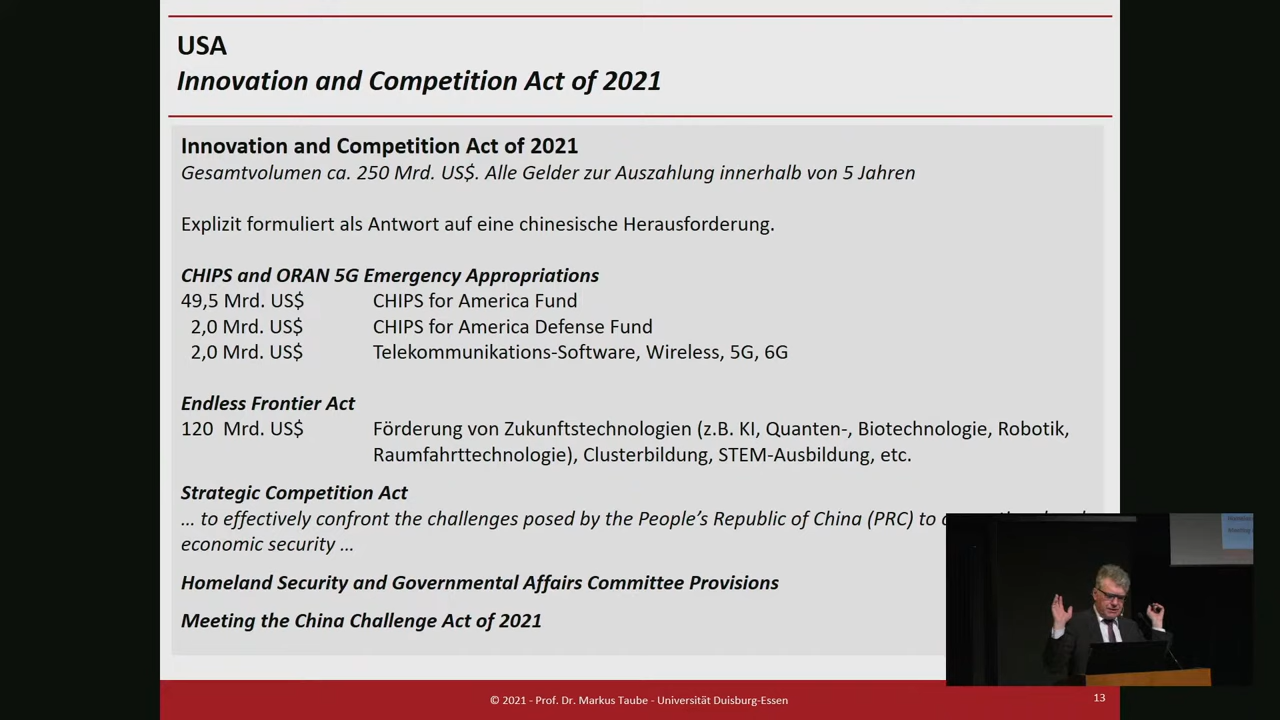 USA
Innovation and Competition Act of 2021
Innovation and Competition Act of 2021
Gesamtvolumen ca. 250 Mrd. US$. Alle Gelder zur Auszahlung innerhalb von 5 Jahren
Explizit formuliert als Antwort auf eine chinesische Herausforderung.
CHIPS and ORAN 5G Emergency Appropriations
49,5 Mrd. US$ CHIPS for America Fund
2,0 Mrd. US$ CHIPS for America Defense Fund
2,0 Mrd. US$ Telekommunikations-Software, Wireless, 5G, 6G
Endless Frontier Act
120 Mrd. US$ Förderung von Zukunftstechnologien (z.B. KI, Quanten-, Biotechnologie, Robotik,
Raumfahrttechnologie), Clusterbildung, STEM-Ausbildung, etc.
Strategic Competition Act
… to effectively confront the challenges posed by the People’s Republic of China (PRC) to
economic security …
Homeland Security and Governmental Affairs Committee Provisions
Meeting the China Challenge Act of 2021
© 2021 - Prof. Dr. Markus Taube - Universität Duisburg-Essen
13